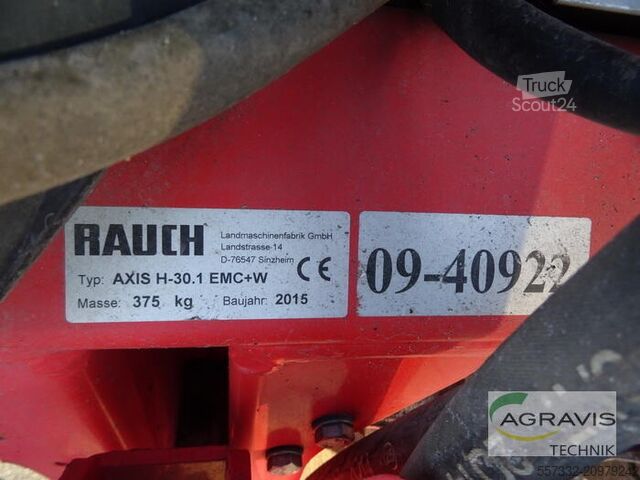 Truck
Scout24
RAUCH
Landmaschinenfabrik GmbH
Landstrasse 14
D-76547 Sinzheim
CE
Typ: AXIS H-30.1 EMC+W
Masse: 375 kg Baujahr: 2015
09-40922
AGRAVIS
TECHNIK
557332-20979242